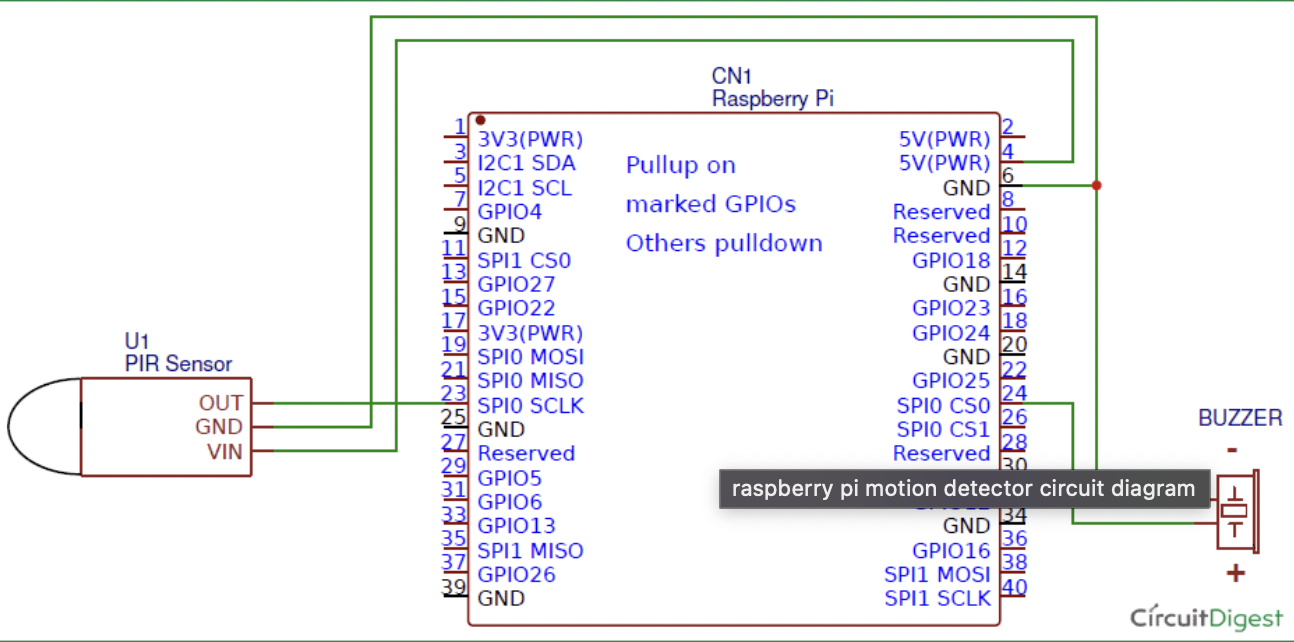 CN1
Raspberry Pi
1
3V3(PWR)
3
I2C1 SDA
5
I2C1 SCL
7
GPIO4
9
GND
11
SPI1 CS0
13
GPIO27
15
GPIO22
17
3V3(PWR)
19
SPI0 MOSI
21
SPI0 MISO
23
SPI0 SCLK
25
GND
27
Reserved
29
GPIO5
31
GPIO6
33
GPIO13
35
SPI1 MISO
37
GPIO26
39
GND
Pullup on
marked GPIOs
Others pulldown
2
5V(PWR)
4
5V(PWR)
6
GND
8
Reserved
10
Reserved
12
GPIO18
14
GND
16
GPIO23
18
GPIO24
20
GND
22
GPIO25
24
SPI0 CS0
26
SPI0 CS1
28
Reserved
30
34
GND
36
GPIO16
38
SPI1 MOSI
40
SPI1 SCLK
U1
PIR Sensor
OUT
GND
VIN
raspberry pi motion detector circuit diagram
BUZZER
-
+
CírcuitDigest